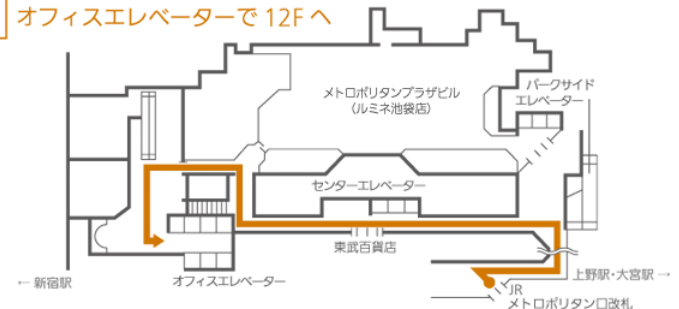 オフィスエレベーターで 12F へ
メトロポリタンプラザビル
（ルミネ池袋店）
パークサイド
エレベーター
センターエレベーター
東武百貨店
← 新宿駅
オフィスエレベーター
上野駅・大宮駅 →
JR
メトロポリタン口改札